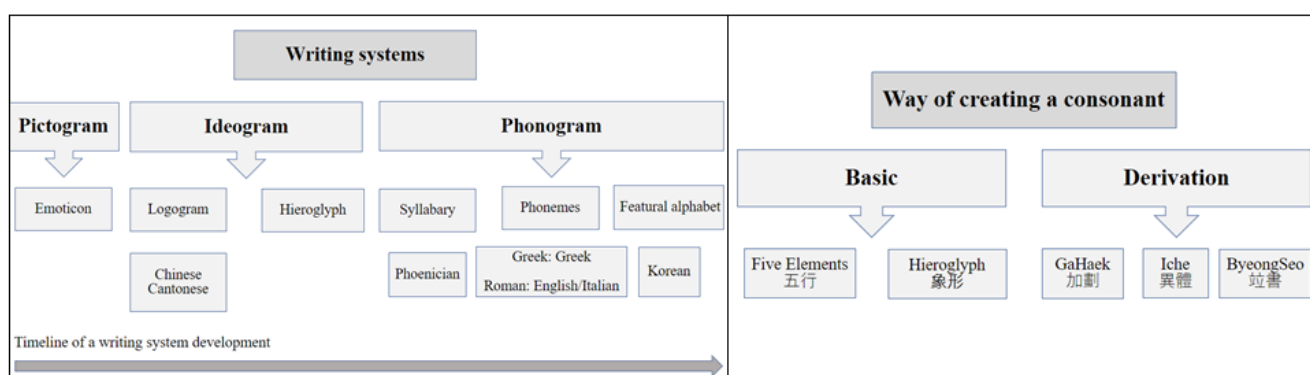 Writing systems
Pictogram
Ideogram
Phonogram
Emoticon
Logogram
Hieroglyph
Syllabary
Phonemes
Featural alphabet
Chinese
Cantonese
Phoenician
Greek: Greek
Roman: English/Italian
Korean
Timeline of a writing system development
Way of creating a consonant
Basic
Derivation
Five Elements
五行
Hieroglyph
象形
GaHaek
加劃
Iche
異體
ByeongSeo
竝書